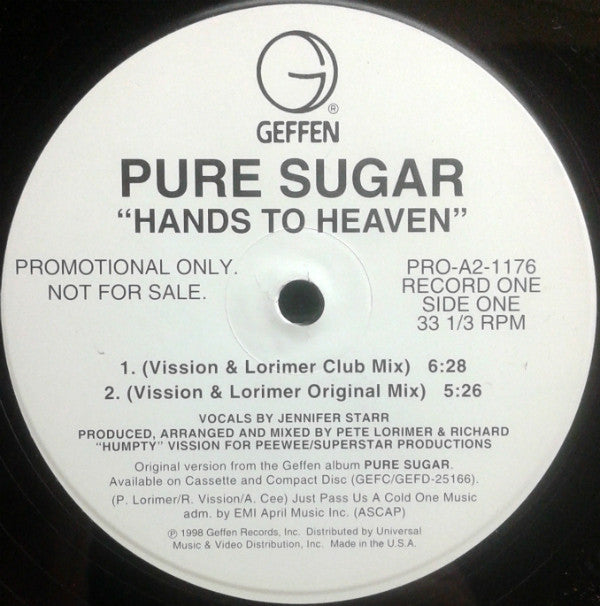 G
®
GEFFEN
PURE SUGAR
“HANDS TO HEAVEN”
PROMOTIONAL ONLY.
NOT FOR SALE.
PRO-A2-1176
RECORD ONE
SIDE ONE
33 1/3 RPM
1. (Vission & Lorimer Club Mix) 6:28
2. (Vission & Lorimer Original Mix) 5:26
VOCALS BY JENNIFER STARR
PRODUCED, ARRANGED AND MIXED BY PETE LORIMER & RICHARD
“HUMPTY” VISSION FOR PEEWEE/SUPERSTAR PRODUCTIONS
Original version from the Geffen album PURE SUGAR.
Available on Cassette and Compact Disc (GEFC/GEFD-25166).
(P. Lorimer/R. Vission/A. Cee) Just Pass Us A Cold One Music
adm. by EMI April Music Inc. (ASCAP)
℗ 1998 Geffen Records, Inc. Distributed by Universal
Music & Video Distribution, Inc. Made in the U.S.A.